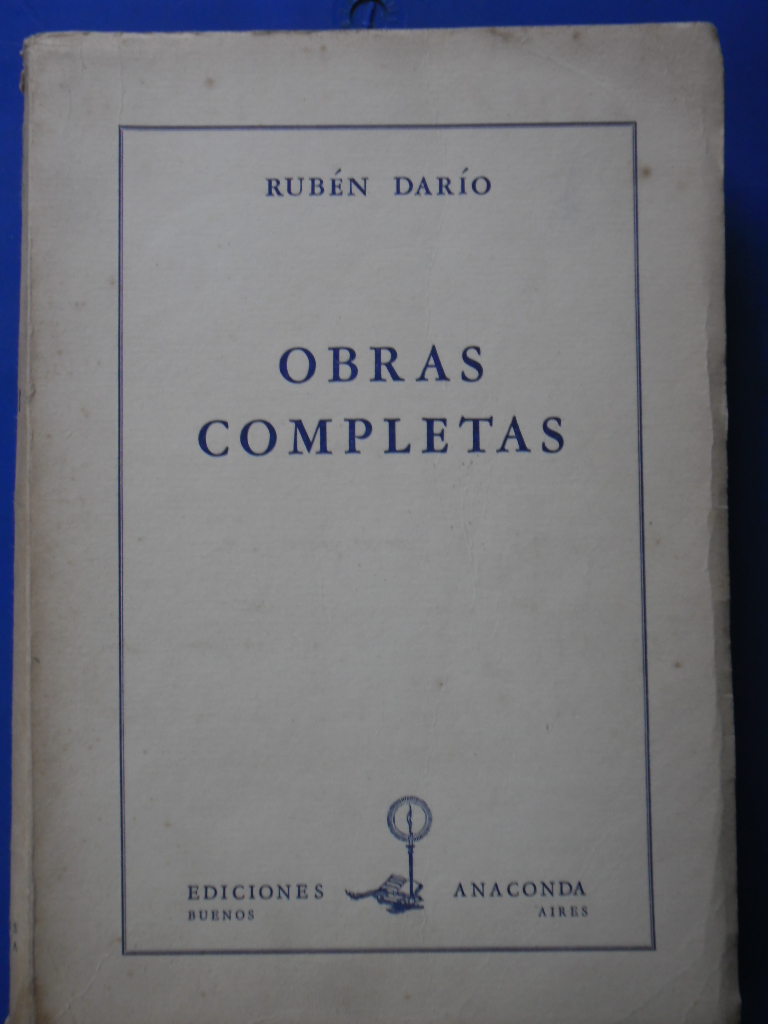 RUBÉN DARÍO
OBRAS
COMPLETAS
EDICIONES ANACONDA
BUENOS AIRES